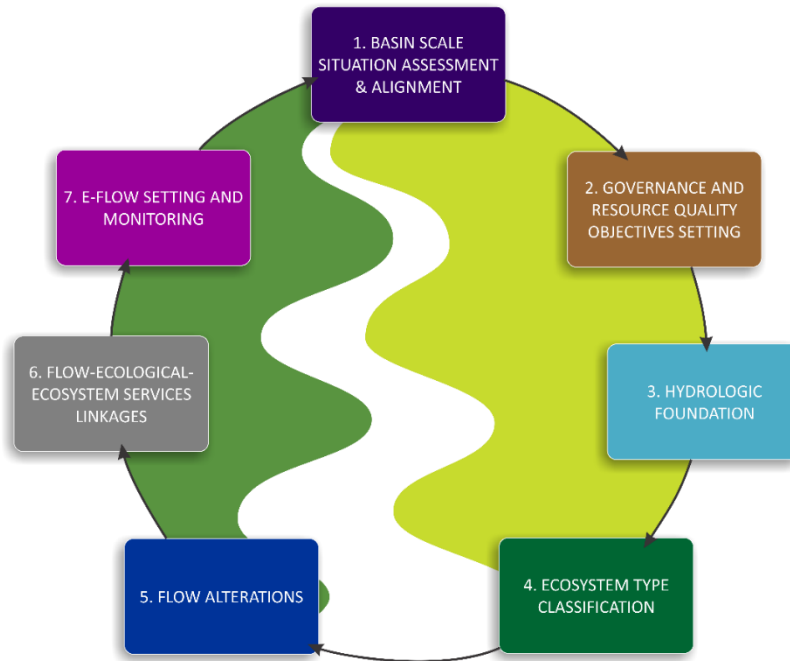 1. BASIN SCALE
SITUATION ASSESSMENT
& ALIGNMENT
2. GOVERNANCE AND
RESOURCE QUALITY
OBJECTIVES SETTING
3. HYDROLOGIC
FOUNDATION
4. ECOSYSTEM TYPE
CLASSIFICATION
5. FLOW ALTERATIONS
6. FLOW-ECOLOGICAL-
ECOSYSTEM SERVICES
LINKAGES
7. E-FLOW SETTING AND
MONITORING